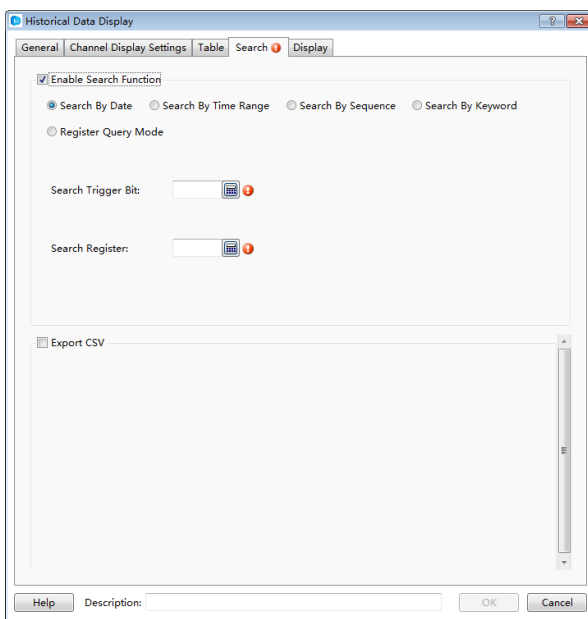 Historical Data Display
General Channel Display Settings Table Search Display
Enable Search Function
Search By Date Search By Time Range Search By Sequence Search By Keyword
Register Query Mode
Search Trigger Bit:
Search Register:
Export CSV
Help Description: OK Cancel